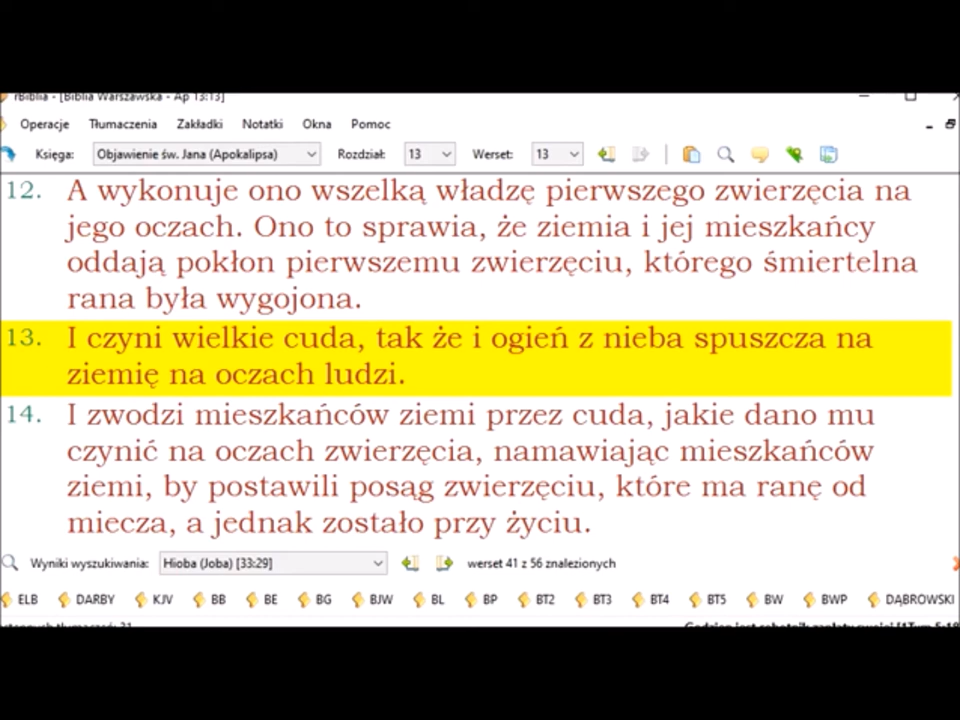 rBiblia - [Biblia Warszawska - Ap 13:13]
Operacje Tłumaczenia Zakładki Notatki Okna Pomoc
Księga: Objawienie św. Jana (Apokalipsa) Rozdział: 13 Werset: 13
12. A wykonuje ono wszelką władzę pierwszego zwierzęcia na
jego oczach. Ono to sprawia, że ziemia i jej mieszkańcy
oddają pokłon pierwszemu zwierzęciu, którego śmiertelna
rana była wygojona.
13. I czyni wielkie cuda, tak że i ogień z nieba spuszcza na
ziemię na oczach ludzi.
14. I zwodzi mieszkańców ziemi przez cuda, jakie dano mu
czynić na oczach zwierzęcia, namawiając mieszkańców
ziemi, by postawili posąg zwierzęciu, które ma ranę od
miecza, a jednak zostało przy życiu.
Wyniki wyszukiwania: Hioba (Joba) [33:29] werset 41 z 56 znalezionych
ELB DARBY KJV BB BE BG BJW BL BP BT2 BT3 BT4 BT5 BW BWP DĄBROWSKI